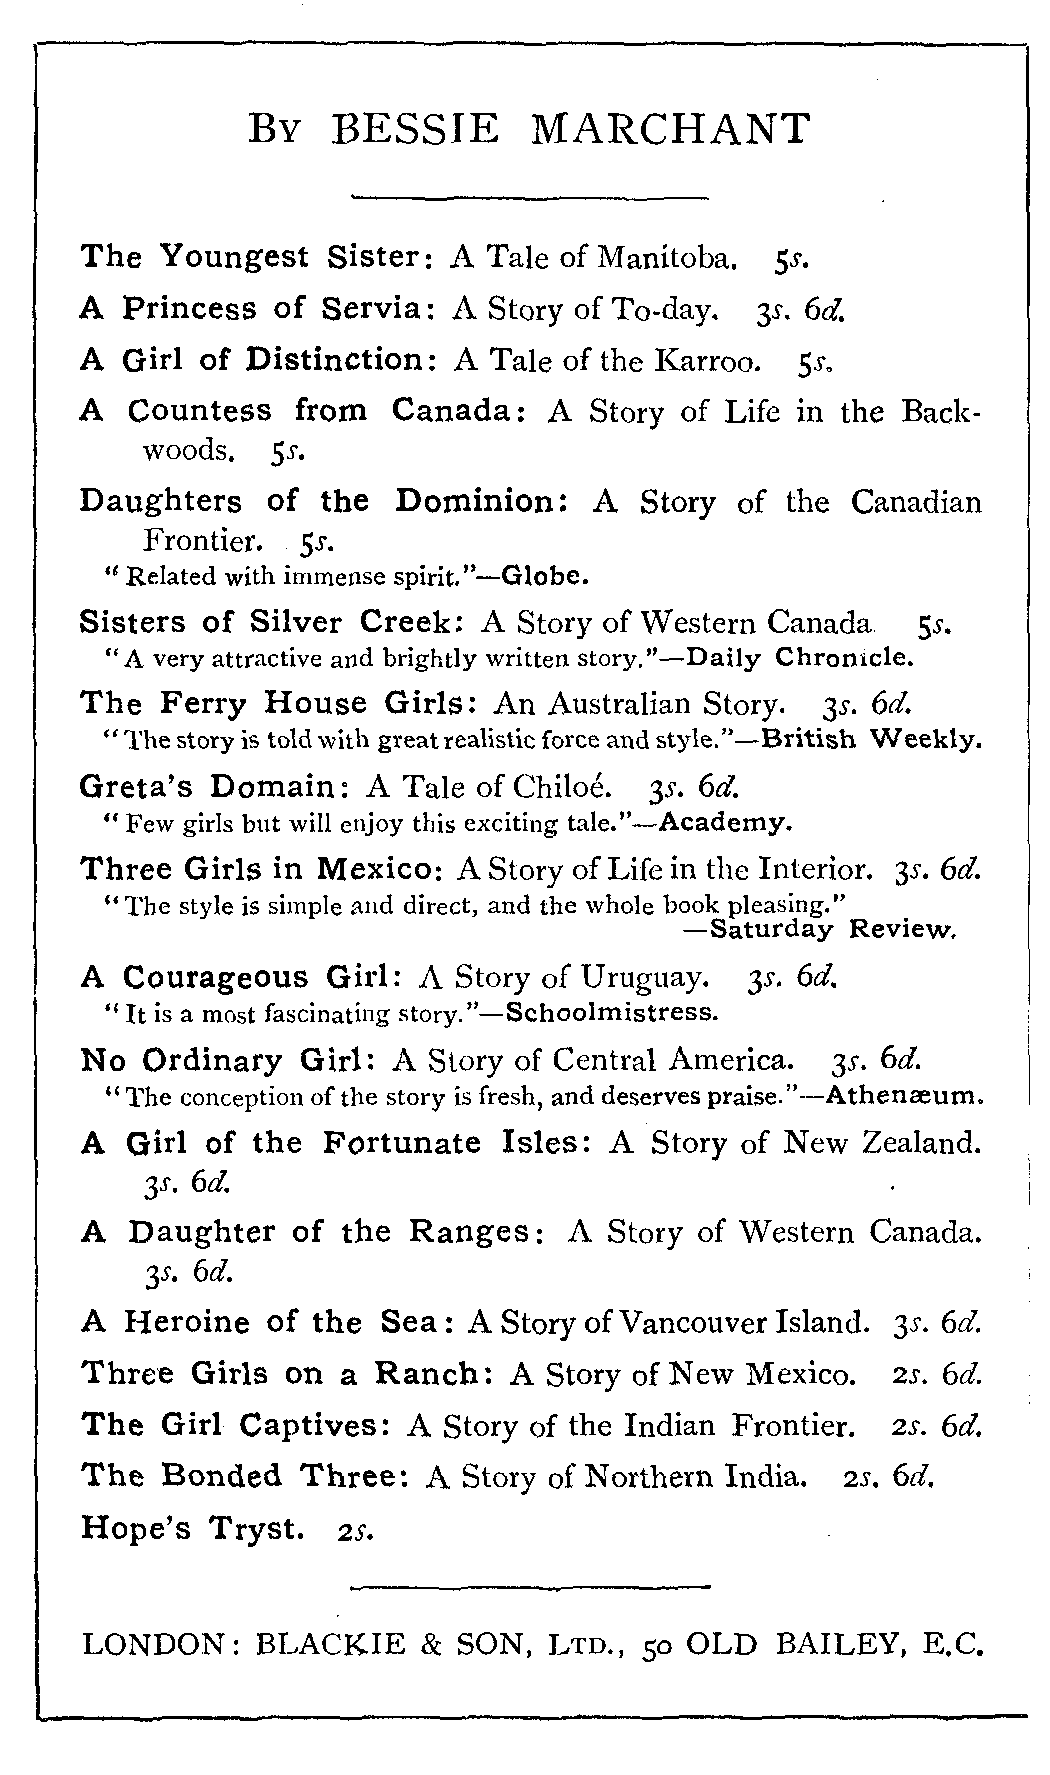 By BESSIE MARCHANT
The Youngest Sister: A Tale of Manitoba. 5s.
A Princess of Servia: A Story of To-day. 3s. 6d.
A Girl of Distinction: A Tale of the Karroo. 5s.
A Countess from Canada: A Story of Life in the Back-
woods. 5s.
Daughters of the Dominion: A Story of the Canadian
Frontier. 5s.
"Related with immense spirit."—Globe.
Sisters of Silver Creek: A Story of Western Canada. 5s.
"A very attractive and brightly written story."—Daily Chronicle.
The Ferry House Girls: An Australian Story. 3s. 6d.
"The story is told with great realistic force and style."—British Weekly.
Greta's Domain: A Tale of Chiloé. 3s. 6d.
"Few girls but will enjoy this exciting tale."—Academy.
Three Girls in Mexico: A Story of Life in the Interior. 3s. 6d.
"The style is simple and direct, and the whole book pleasing."
—Saturday Review.
A Courageous Girl: A Story of Uruguay. 3s. 6d.
"It is a most fascinating story."—Schoolmistress.
No Ordinary Girl: A Story of Central America. 3s. 6d.
"The conception of the story is fresh, and deserves praise."—Athenæum.
A Girl of the Fortunate Isles: A Story of New Zealand.
3s. 6d.
A Daughter of the Ranges: A Story of Western Canada.
3s. 6d.
A Heroine of the Sea: A Story of Vancouver Island. 3s. 6d.
Three Girls on a Ranch: A Story of New Mexico. 2s. 6d.
The Girl Captives: A Story of the Indian Frontier. 2s. 6d.
The Bonded Three: A Story of Northern India. 2s. 6d.
Hope's Tryst. 2s.
LONDON: BLACKIE & SON, LTD., 50 OLD BAILEY, E.C.